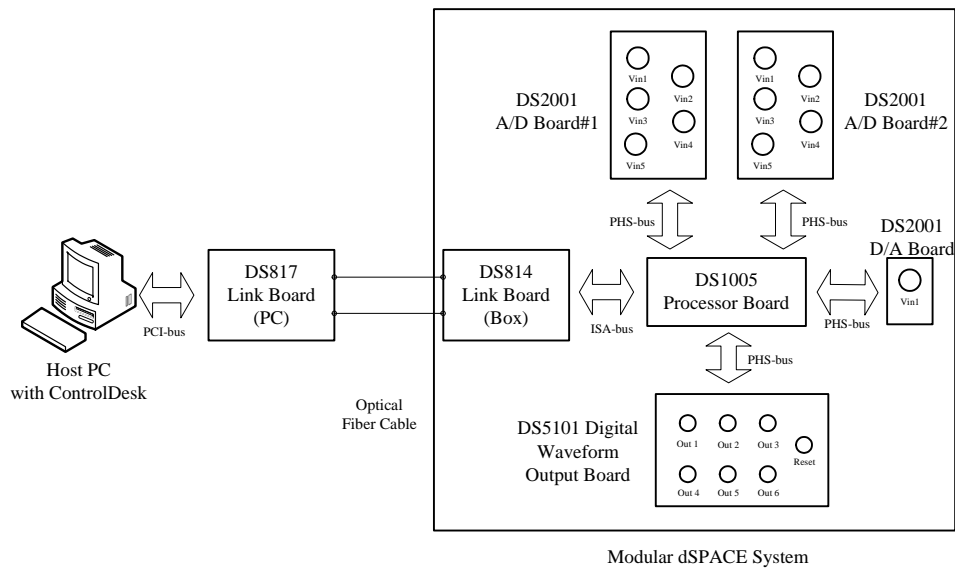 DS2001
A/D Board#1
Vin1
Vin2
Vin3
Vin4
Vin5
DS2001
A/D Board#2
Vin1
Vin2
Vin3
Vin4
Vin5
PHS-bus
PHS-bus
DS2001
D/A Board
Vin1
DS817
Link Board
(PC)
DS814
Link Board
(Box)
DS1005
Processor Board
PCI-bus
ISA-bus
PHS-bus
PHS-bus
Host PC
with ControlDesk
Optical
Fiber Cable
DS5101 Digital
Waveform
Output Board
Out 1
Out 2
Out 3
Reset
Out 4
Out 5
Out 6
Modular dSPACE System